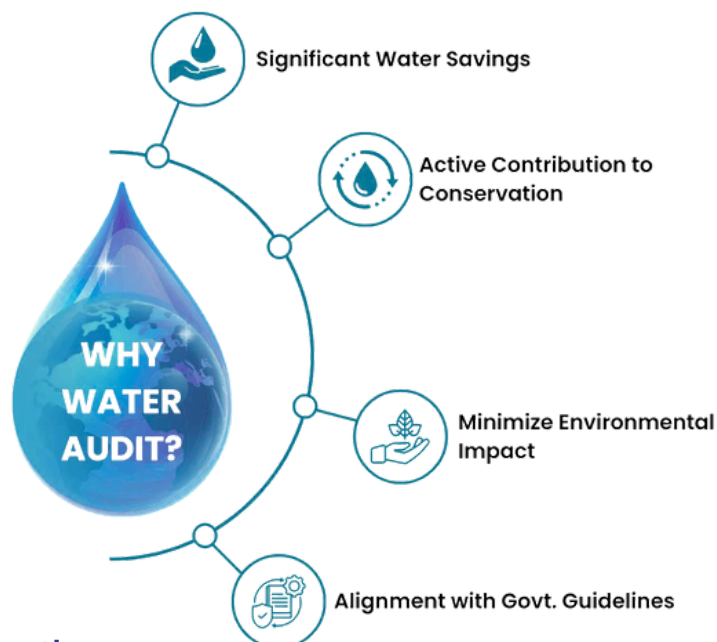 Significant Water Savings
Active Contribution to
Conservation
WHY
WATER
AUDIT?
Minimize Environmental
Impact
Alignment with Govt. Guidelines